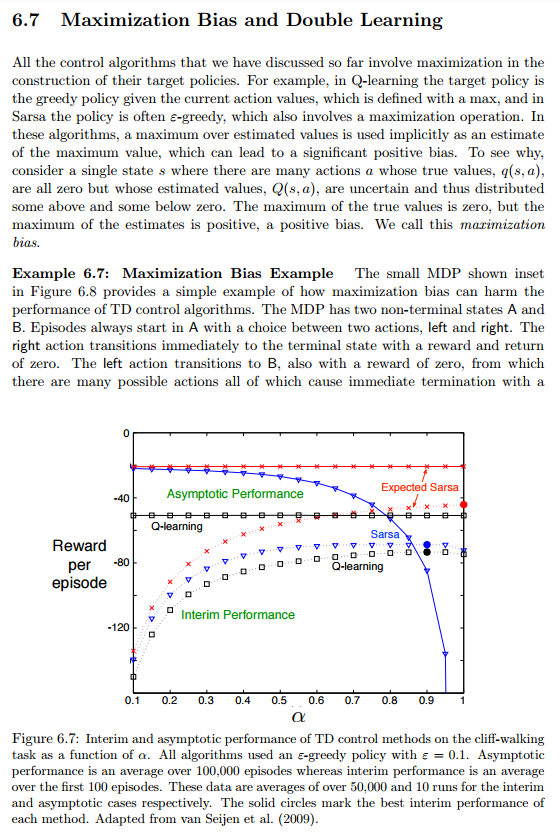 6.7 Maximization Bias and Double Learning
All the control algorithms that we have discussed so far involve maximization in the
construction of their target policies. For example, in Q-learning the target policy is
the greedy policy given the current action values, which is defined with a max, and in
Sarsa the policy is often ε-greedy, which also involves a maximization operation. In
these algorithms, a maximum over estimated values is used implicitly as an estimate
of the maximum value, which can lead to a significant positive bias. To see why,
consider a single state s where there are many actions a whose true values, q(s, a),
are all zero but whose estimated values, Q(s, a), are uncertain and thus distributed
some above and some below zero. The maximum of the true values is zero, but the
maximum of the estimates is positive, a positive bias. We call this maximization
bias.
Example 6.7: Maximization Bias Example The small MDP shown inset
in Figure 6.8 provides a simple example of how maximization bias can harm the
performance of TD control algorithms. The MDP has two non-terminal states A and
B. Episodes always start in A with a choice between two actions, left and right. The
right action transitions immediately to the terminal state with a reward and return
of zero. The left action transitions to B, also with a reward of zero, from which
there are many possible actions all of which cause immediate termination with a
0
Expected Sarsa
Asymptotic Performance
-40
Q-learning
Sarsa
Reward
per
episode
-80
Q-learning
Interim Performance
-120
0.1 0.2 0.3 0.4 0.5 0.6 0.7 0.8 0.9 1
α
Figure 6.7: Interim and asymptotic performance of TD control methods on the cliff-walking
task as a function of α. All algorithms used an ε-greedy policy with ε = 0.1. Asymptotic
performance is an average over 100,000 episodes whereas interim performance is an average
over the first 100 episodes. These data are averages of over 50,000 and 10 runs for the interim
and asymptotic cases respectively. The solid circles mark the best interim performance of
each method. Adapted from van Seijen et al. (2009).